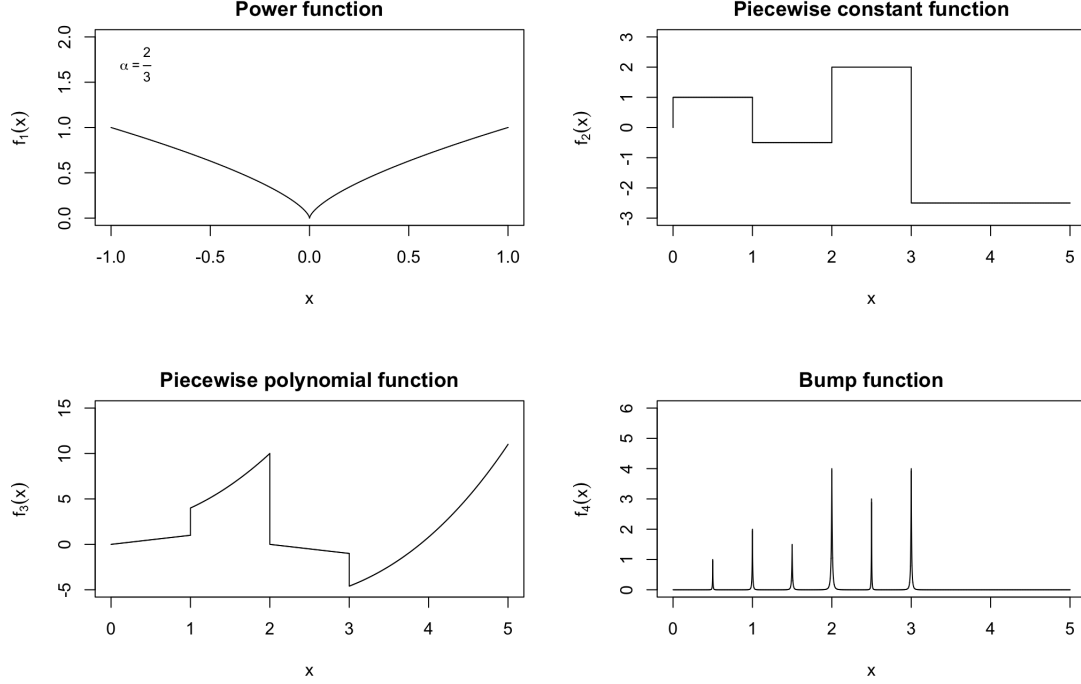 Power function
α = 2/3
f1(x)
2.0
1.5
1.0
0.5
0.0
-1.0 -0.5 0.0 0.5 1.0
x
Piecewise constant function
f2(x)
3
2
1
0
-1
-2
-3
0 1 2 3 4 5
x
Piecewise polynomial function
f3(x)
15
10
5
0
-5
0 1 2 3 4 5
x
Bump function
f4(x)
6
5
4
3
2
1
0
0 1 2 3 4 5
x